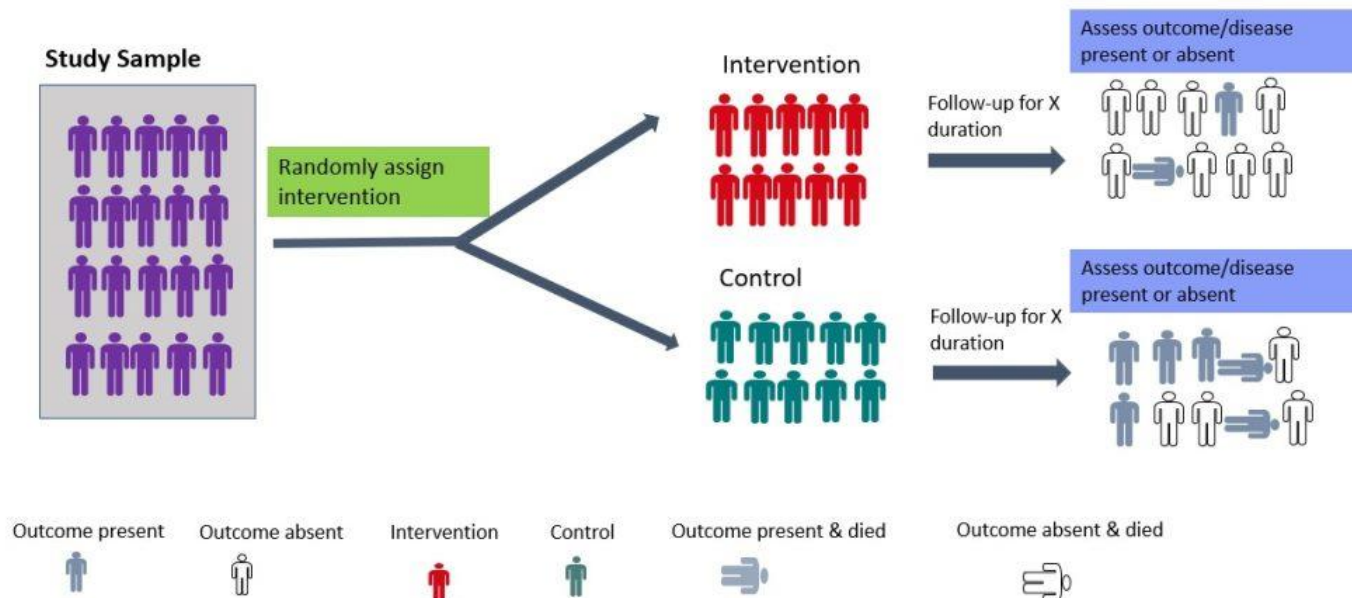 Study Sample
Randomly assign
intervention
Intervention
Follow-up for X
duration
Assess outcome/disease
present or absent
Control
Follow-up for X
duration
Assess outcome/disease
present or absent
Outcome present
Outcome absent
Intervention
Control
Outcome present & died
Outcome absent & died